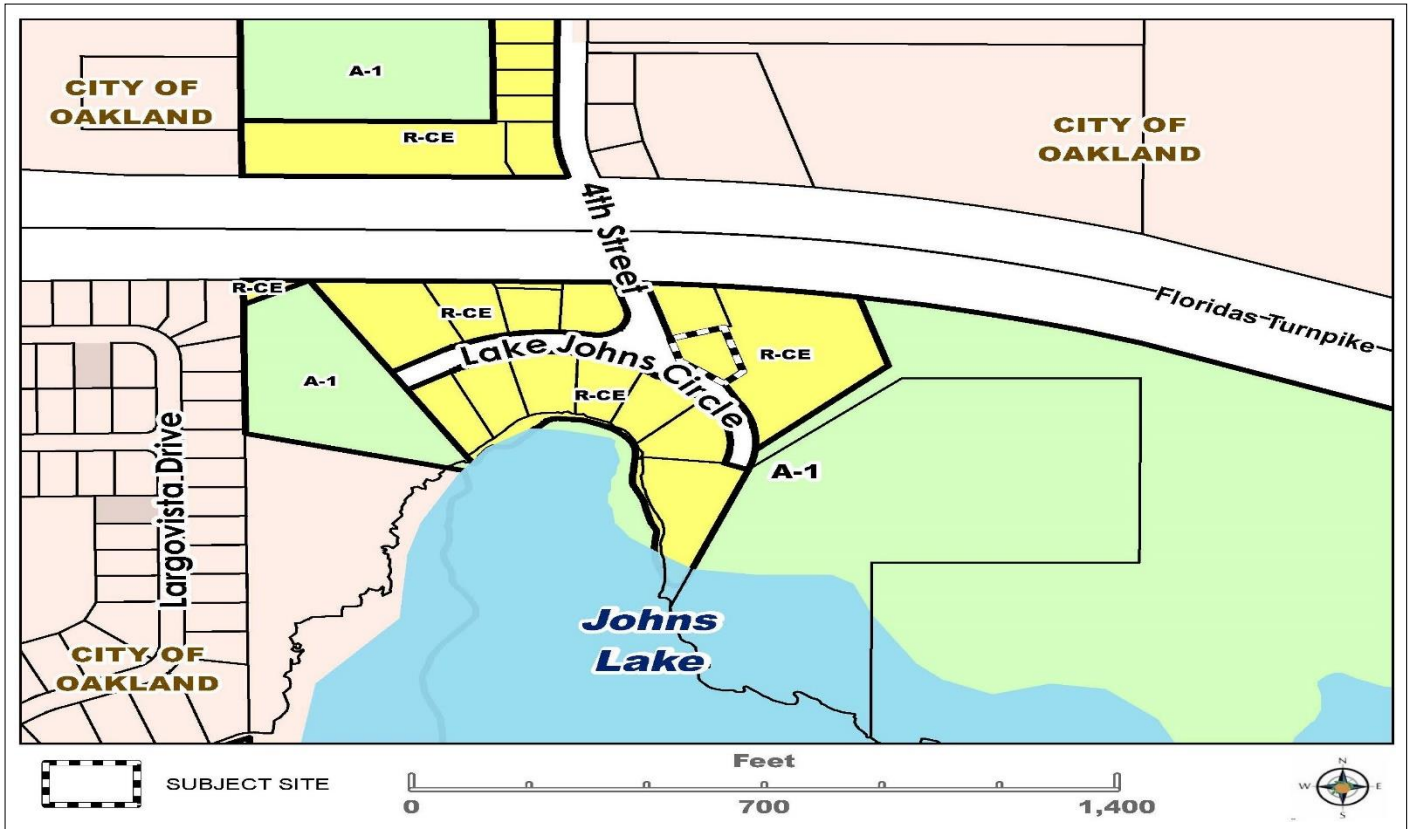 A-1
CITY OF
OAKLAND
R-CE
CITY OF
OAKLAND
4th Street
R-CE
Floridas Turnpike
R-CE
Lake Johns Circle
R-CE
A-1
R-CE
Largovista Drive
A-1
Johns
Lake
CITY OF
OAKLAND
SUBJECT SITE
Feet
0 700 1,400
N
W E
S